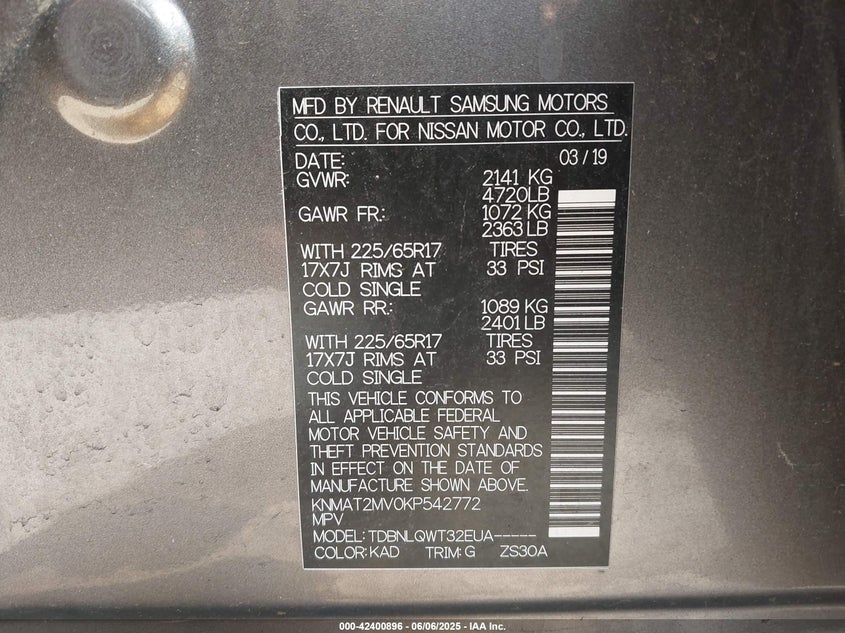 MFD BY RENAULT SAMSUNG MOTORS
CO., LTD. FOR NISSAN MOTOR CO., LTD.
DATE: 03/19
GVWR: 2141 KG
4720LB
GAWR FR.: 1072 KG
2363 LB
WITH 225/65R17 TIRES
17X7J RIMS AT 33 PSI
COLD SINGLE
GAWR RR.: 1089 KG
2401 LB
WITH 225/65R17 TIRES
17X7J RIMS AT 33 PSI
COLD SINGLE
THIS VEHICLE CONFORMS TO
ALL APPLICABLE FEDERAL
MOTOR VEHICLE SAFETY AND
THEFT PREVENTION STANDARDS
IN EFFECT ON THE DATE OF
MANUFACTURE SHOWN ABOVE.
KNMAT2MV0KP542772
MPV
MODEL: TDBNLQWT32EUA-----
COLOR: KAD TRIM: G ZS30A
000-42400896 - 06/06/2025 - IAA Inc.